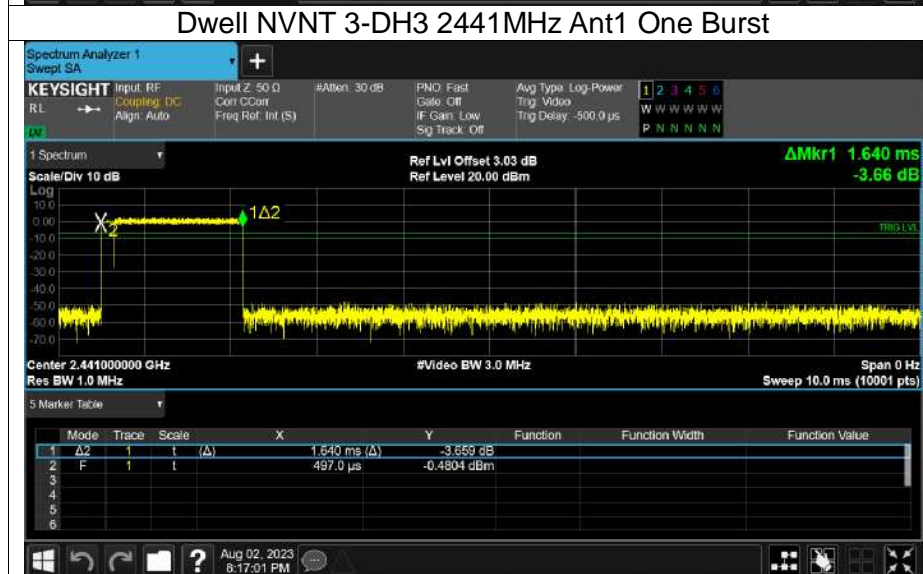 Dwell NVNT 3-DH3 2441MHz Ant1 One Burst
Spectrum Analyzer 1
Swept SA
+
KEYSIGHT Input: RF Input Z: 50 Ω #Atten: 30 dB PNO: Fast Avg Type: Log-Power 1 2 3 4 5 6
RL Coupling: DC Corr CCorr Gate: Off Trig: Video W W W W W W
Align: Auto Freq Ref: Int (S) IF Gain: Low Trig Delay: -500.0 µs
Sig Track: Off P N N N N N
1 Spectrum Ref Lvl Offset 3.03 dB ΔMkr1 1.640 ms
Scale/Div 10 dB Ref Level 20.00 dBm -3.66 dB
Log
10.0
0.00 X 2 1Δ2
TRIG LVL
-10.0
-20.0
-30.0
-40.0
-50.0
-60.0
-70.0
Center 2.441000000 GHz #Video BW 3.0 MHz Span 0 Hz
Res BW 1.0 MHz Sweep 10.0 ms (10001 pts)
5 Marker Table
Mode Trace Scale X Y Function Function Width Function Value
1 Δ2 1 t (Δ) 1.640 ms (Δ) -3.659 dB
2 F 1 t 497.0 µs -0.4804 dBm
3
4
5
6
? Aug 02, 2023
8:17:01 PM